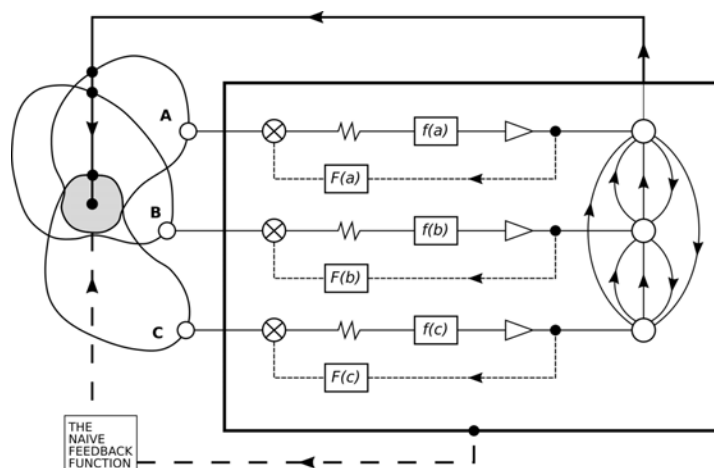 A
f(a)
F(a)
B
f(b)
F(b)
C
f(c)
F(c)
THE
NAIVE
FEEDBACK
FUNCTION